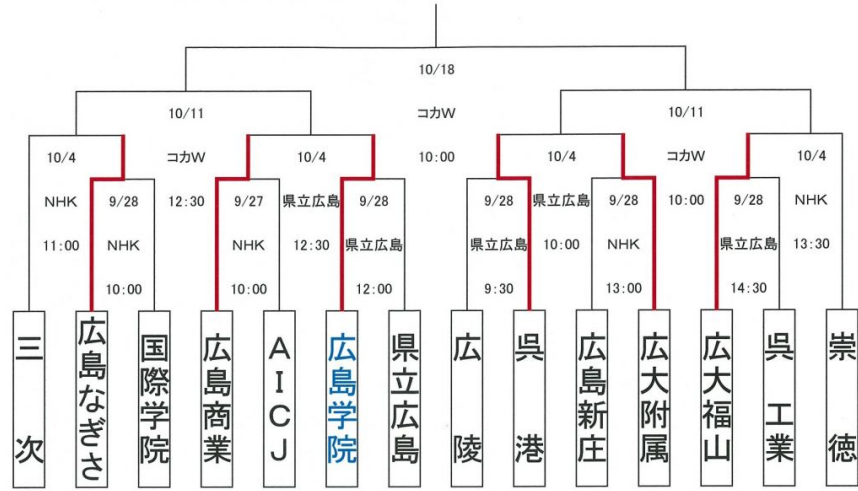 10/18
10/11
コカW
10/11
10/4
コカW
10/4
10:00
10/4
コカW
10/4
NHK
9/28
12:30
9/27
県立広島
9/28
9/28
県立広島
9/28
10:00
9/28
NHK
11:00
NHK
NHK
12:30
県立広島
県立広島
10:00
NHK
県立広島
13:30
10:00
10:00
12:00
9:30
13:00
14:30
三次
広島なぎさ
国際学院
広島商業
AICJ
広島学院
県立広島
広陵
呉港
広島新庄
広大附属
広大福山
呉工業
崇徳